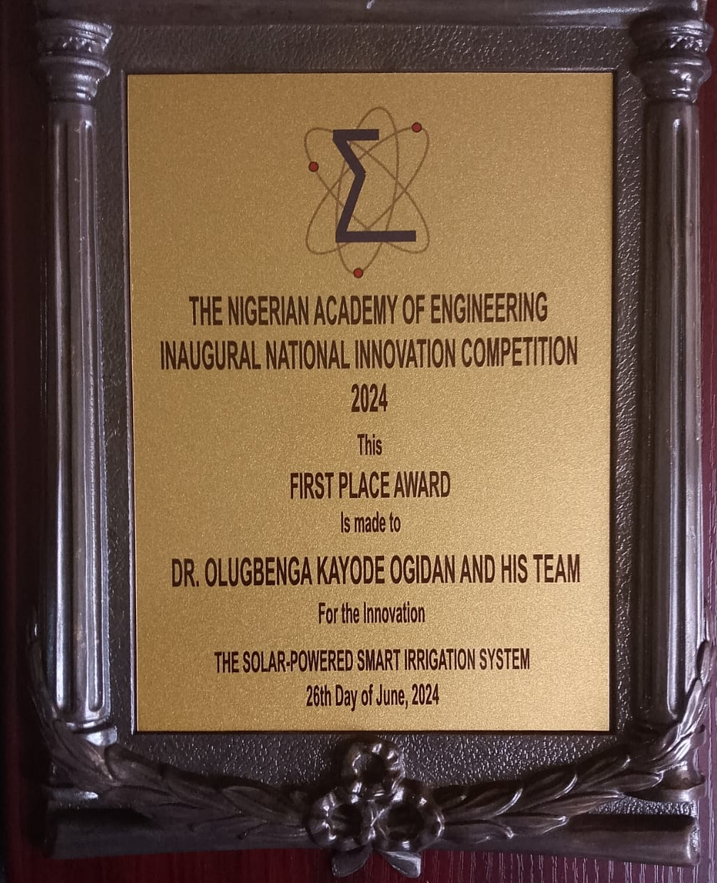 Σ
THE NIGERIAN ACADEMY OF ENGINEERING
INAUGURAL NATIONAL INNOVATION COMPETITION
2024
This
FIRST PLACE AWARD
Is made to
DR. OLUGBENGA KAYODE OGIDAN AND HIS TEAM
For the Innovation
THE SOLAR-POWERED SMART IRRIGATION SYSTEM
26th Day of June, 2024